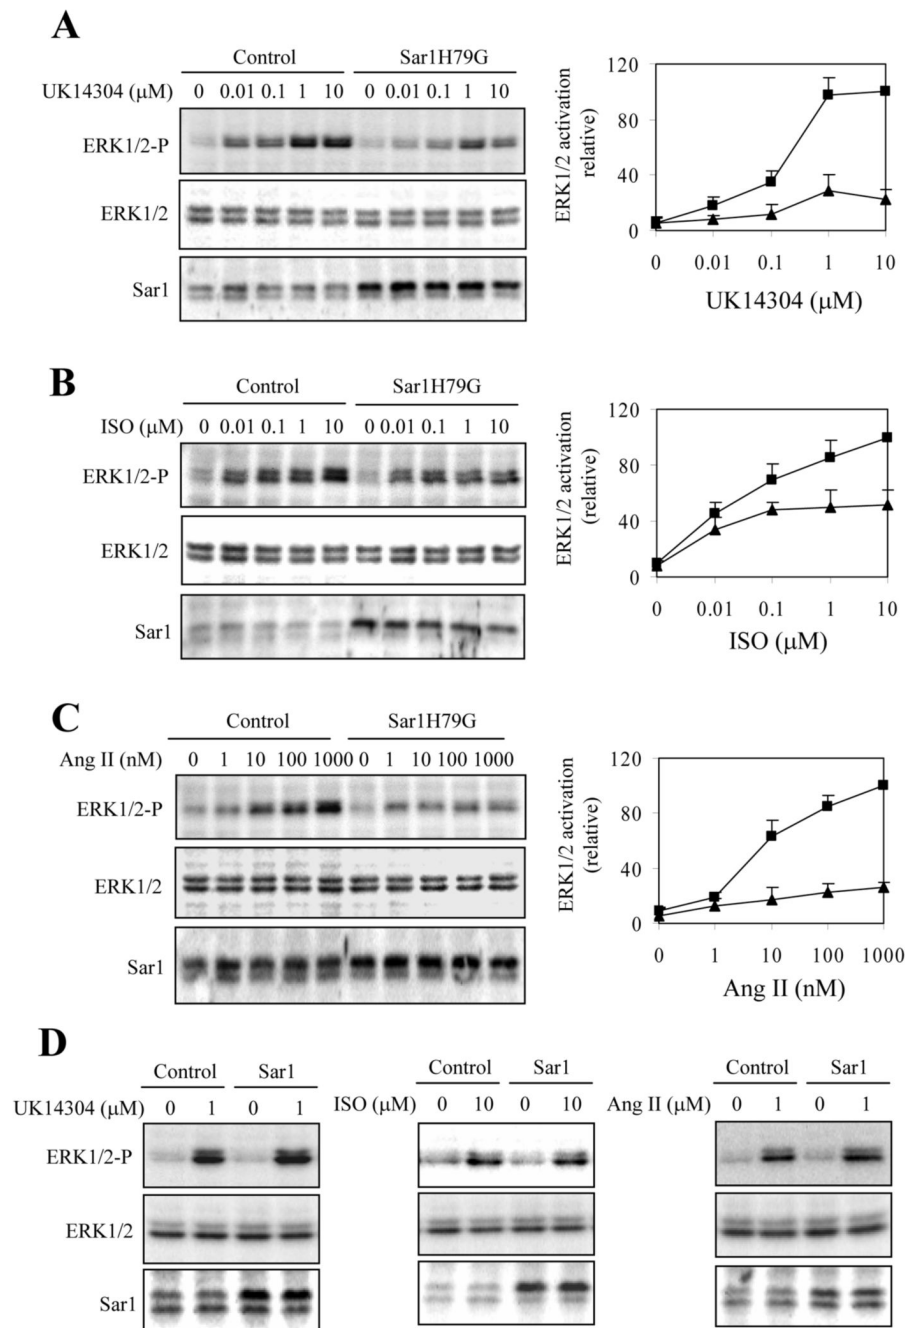 A
Control Sar1H79G
UK14304 (µM) 0 0.01 0.1 1 10 0 0.01 0.1 1 10
ERK1/2-P
ERK1/2
Sar1
ERK1/2 activation
relative)
120
80
40
0
0 0.01 0.1 1 10
UK14304 (µM)
B
Control Sar1H79G
ISO (µM) 0 0.01 0.1 1 10 0 0.01 0.1 1 10
ERK1/2-P
ERK1/2
Sar1
ERK1/2 activation
(relative)
120
80
40
0
0 0.01 0.1 1 10
ISO (µM)
C
Control Sar1H79G
Ang II (nM) 0 1 10 100 1000 0 1 10 100 1000
ERK1/2-P
ERK1/2
Sar1
ERK1/2 activation
(relative)
120
80
40
0
0 1 10 100 1000
Ang II (nM)
D
Control Sar1
UK14304 (µM) 0 1 0 1
ERK1/2-P
ERK1/2
Sar1
Control Sar1
ISO (µM) 0 10 0 10
Control Sar1
Ang II (µM) 0 1 0 1